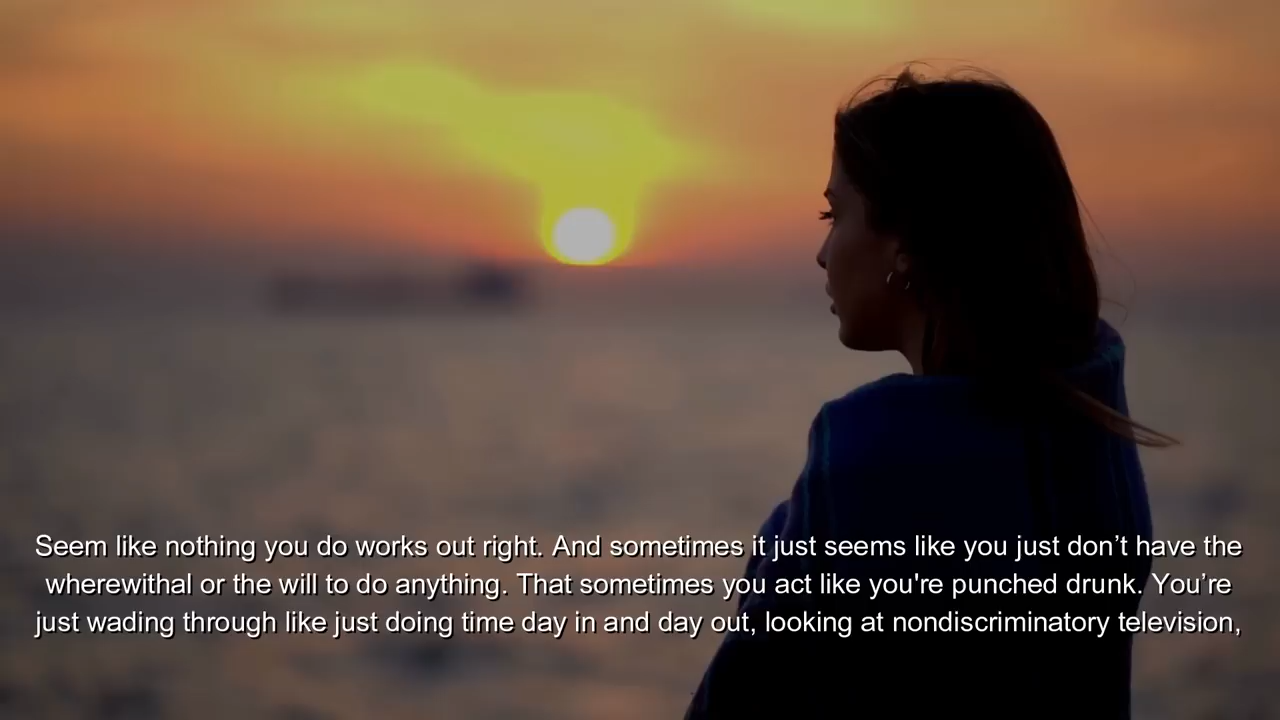 Seem like nothing you do works out right. And sometimes it just seems like you just don’t have the
wherewithal or the will to do anything. That sometimes you act like you're punched drunk. You’re
just wading through like just doing time day in and day out, looking at nondiscriminatory television,